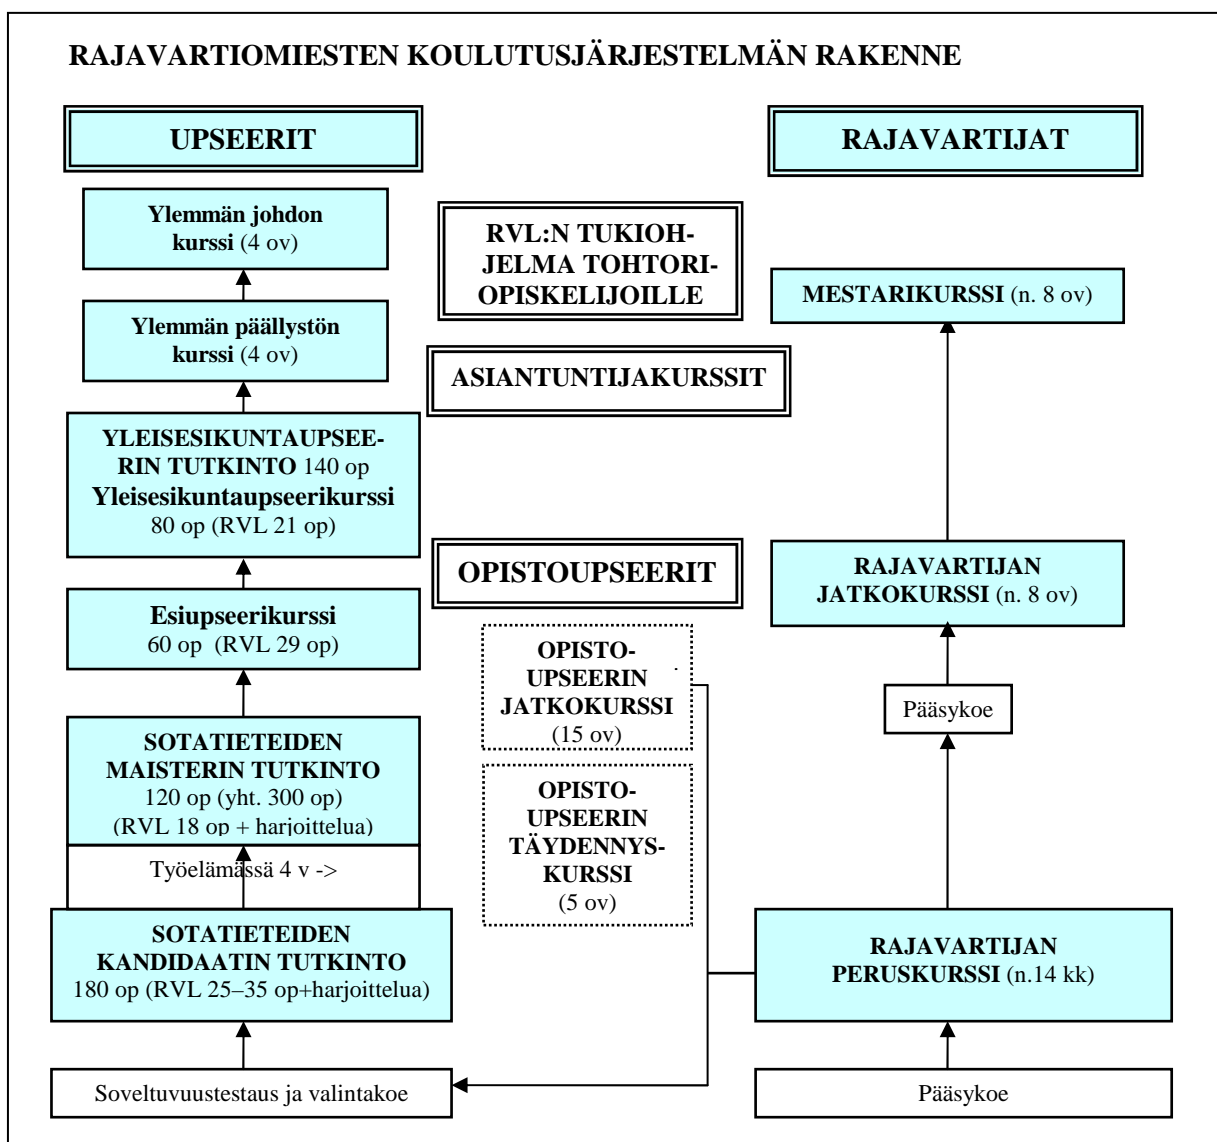 RAJAVARTIOMIESTEN KOULUTUSJÄRJESTELMÄN RAKENNE
UPSEERIT
Ylemmän johdon
kurssi (4 ov)
Ylemmän päällystön
kurssi (4 ov)
YLEISESIKUNTAUPSEE-
RIN TUTKINTO 140 op
Yleisesikuntaupseerikurssi
80 op (RVL 21 op)
Esiupseerikurssi
60 op (RVL 29 op)
SOTATIETEIDEN
MAISTERIN TUTKINTO
120 op (yht. 300 op)
(RVL 18 op + harjoittelua)
Työelämässä 4 v ->
SOTATIETEIDEN
KANDIDAATIN TUTKINTO
180 op (RVL 25–35 op+harjoittelua)
Soveltuvuustestaus ja valintakoe
RVL:N TUKIOH-
JELMA TOHTORI-
OPISKELIJOILLE
ASIANTUNTIJAKURSSIT
OPISTOUPSEERIT
OPISTO-
UPSEERIN
JATKOKURSSI
(15 ov)
OPISTO-
UPSEERIN
TÄYDENNYS-
KURSSI
(5 ov)
RAJAVARTIJAT
MESTARIKURSSI (n. 8 ov)
RAJAVARTIJAN
JATKOKURSSI (n. 8 ov)
Pääsykoe
RAJAVARTIJAN
PERUSKURSSI (n.14 kk)
Pääsykoe